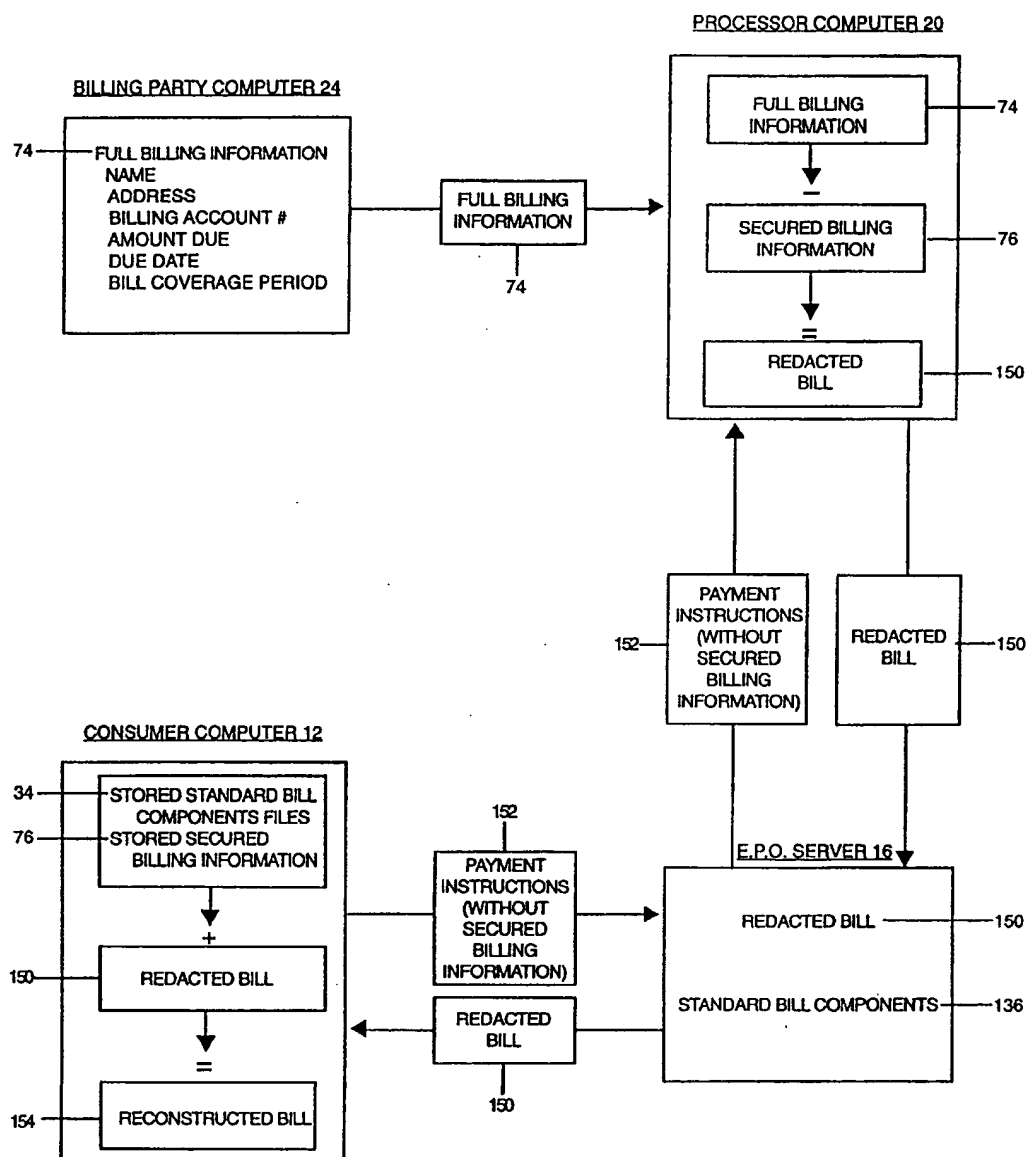 PROCESSOR COMPUTER 20
BILLING PARTY COMPUTER 24
74
FULL BILLING INFORMATION
NAME
ADDRESS
BILLING ACCOUNT #
AMOUNT DUE
DUE DATE
BILL COVERAGE PERIOD
FULL BILLING
INFORMATION
74
FULL BILLING
INFORMATION
74
−
SECURED BILLING
INFORMATION
76
=
REDACTED
BILL
150
152
PAYMENT
INSTRUCTIONS
(WITHOUT
SECURED
BILLING
INFORMATION)
REDACTED
BILL
150
CONSUMER COMPUTER 12
34
STORED STANDARD BILL
COMPONENTS FILES
76
STORED SECURED
BILLING INFORMATION
+
150
REDACTED BILL
=
154
RECONSTRUCTED BILL
152
PAYMENT
INSTRUCTIONS
(WITHOUT
SECURED
BILLING
INFORMATION)
REDACTED
BILL
150
E.P.O. SERVER 16
REDACTED BILL
150
STANDARD BILL COMPONENTS
136